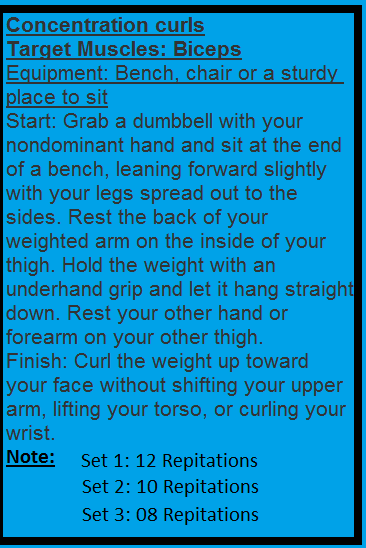 Concentration curls
Target Muscles: Biceps
Equipment: Bench, chair or a sturdy
place to sit
Start: Grab a dumbbell with your
nondominant hand and sit at the end
of a bench, leaning forward slightly
with your legs spread out to the
sides. Rest the back of your
weighted arm on the inside of your
thigh. Hold the weight with an
underhand grip and let it hang straight
down. Rest your other hand or
forearm on your other thigh.
Finish: Curl the weight up toward
your face without shifting your upper
arm, lifting your torso, or curling your
wrist.
Note: Set 1: 12 Repitations
Set 2: 10 Repitations
Set 3: 08 Repitations